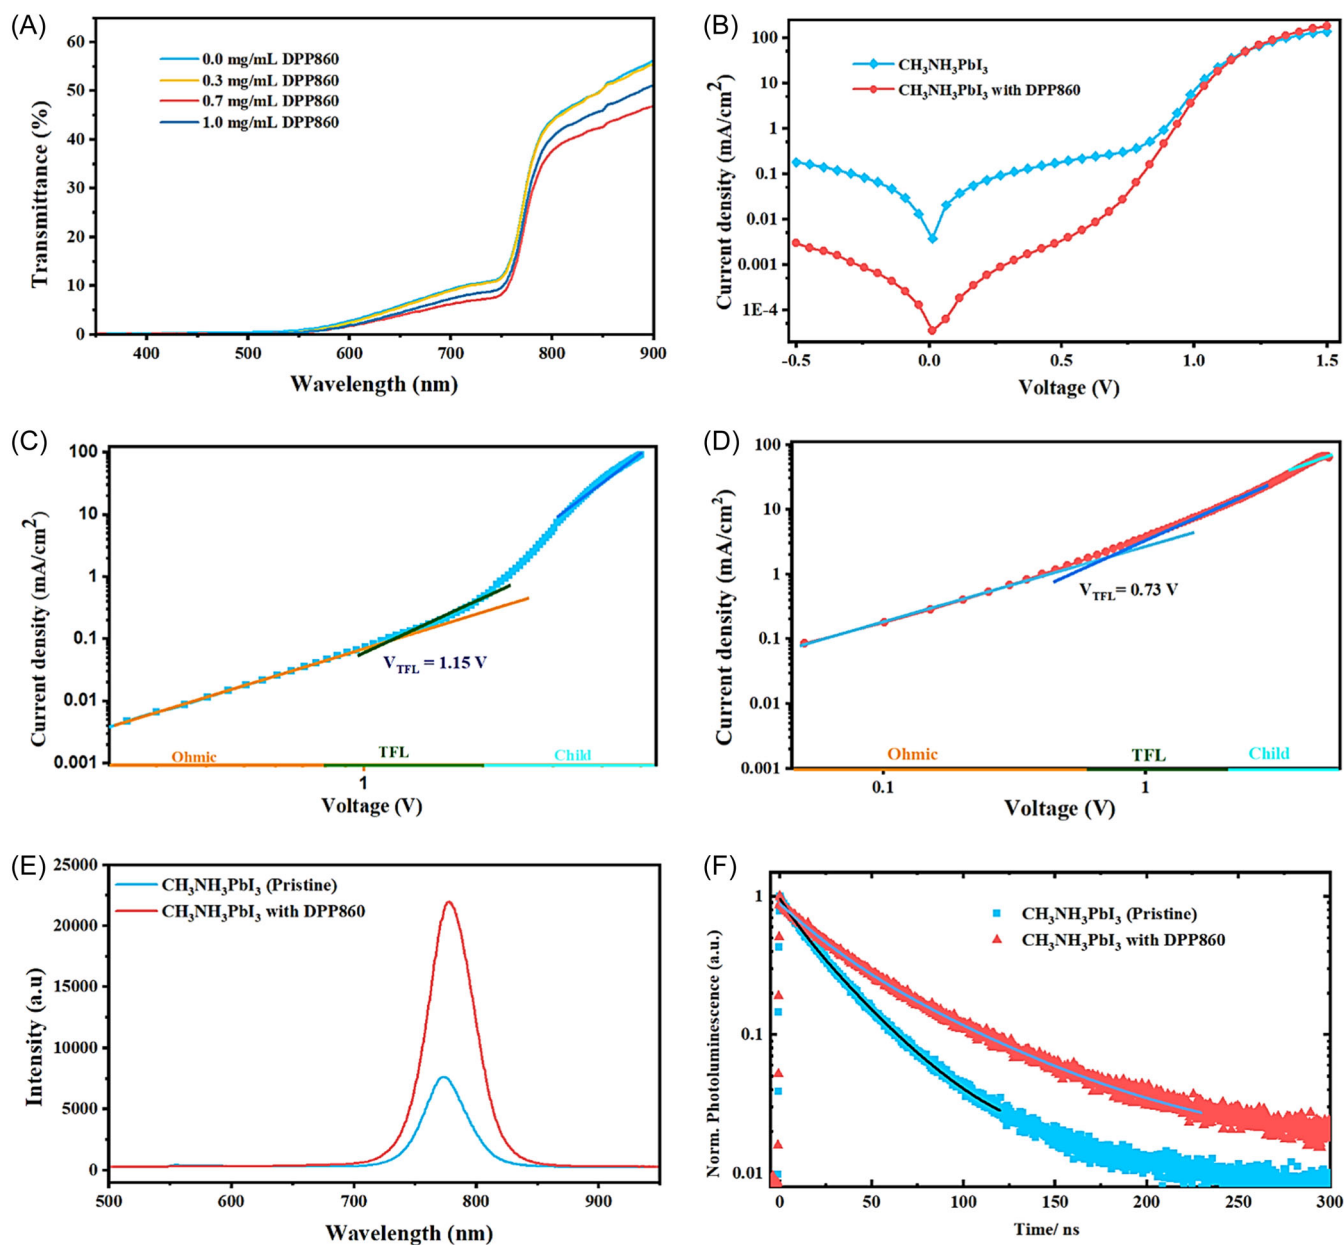 (A)
60
50
40
30
20
10
0
Transmittance (%)
0.0 mg/mL DPP860
0.3 mg/mL DPP860
0.7 mg/mL DPP860
1.0 mg/mL DPP860
400 500 600 700 800 900
Wavelength (nm)
(B)
100
10
1
0.1
0.01
0.001
1E-4
Current density (mA/cm²)
CH₃NH₃PbI₃
CH₃NH₃PbI₃ with DPP860
-0.5 0.0 0.5 1.0 1.5
Voltage (V)
(C)
100
10
1
0.1
0.01
0.001
Current density (mA/cm²)
V_TFL = 1.15 V
Ohmic TFL Child
1
Voltage (V)
(D)
100
10
1
0.1
0.01
0.001
Current density (mA/cm²)
V_TFL = 0.73 V
Ohmic TFL Child
0.1 1
Voltage (V)
(E)
25000
20000
15000
10000
5000
0
Intensity (a.u)
CH₃NH₃PbI₃ (Pristine)
CH₃NH₃PbI₃ with DPP860
500 600 700 800 900
Wavelength (nm)
(F)
1
0.1
0.01
Norm. Photoluminescence (a.u.)
CH₃NH₃PbI₃ (Pristine)
CH₃NH₃PbI₃ with DPP860
0 50 100 150 200 250 300
Time/ ns